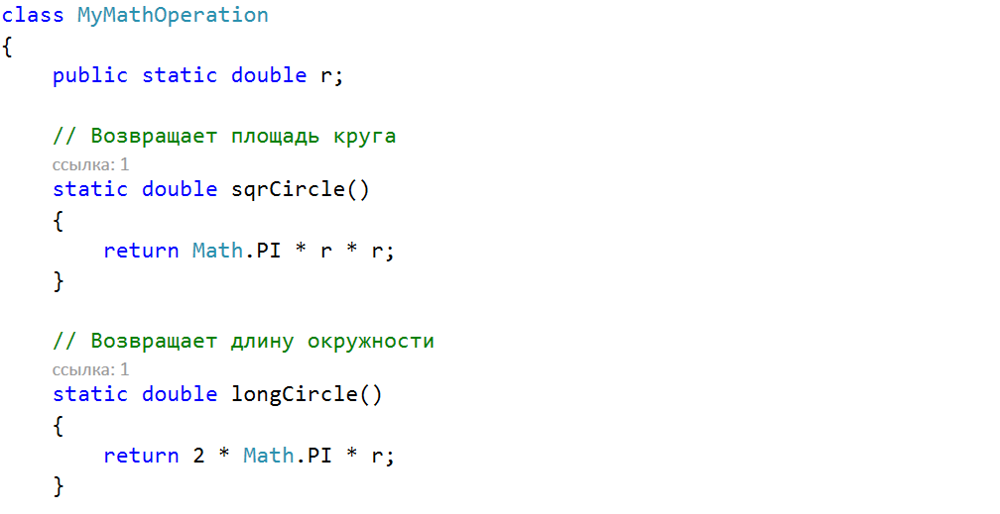 class MyMathOperation
{
public static double r;
// Возвращает площадь круга
ссылка: 1
static double sqrCircle()
{
return Math.PI * r * r;
}
// Возвращает длину окружности
ссылка: 1
static double longCircle()
{
return 2 * Math.PI * r;
}